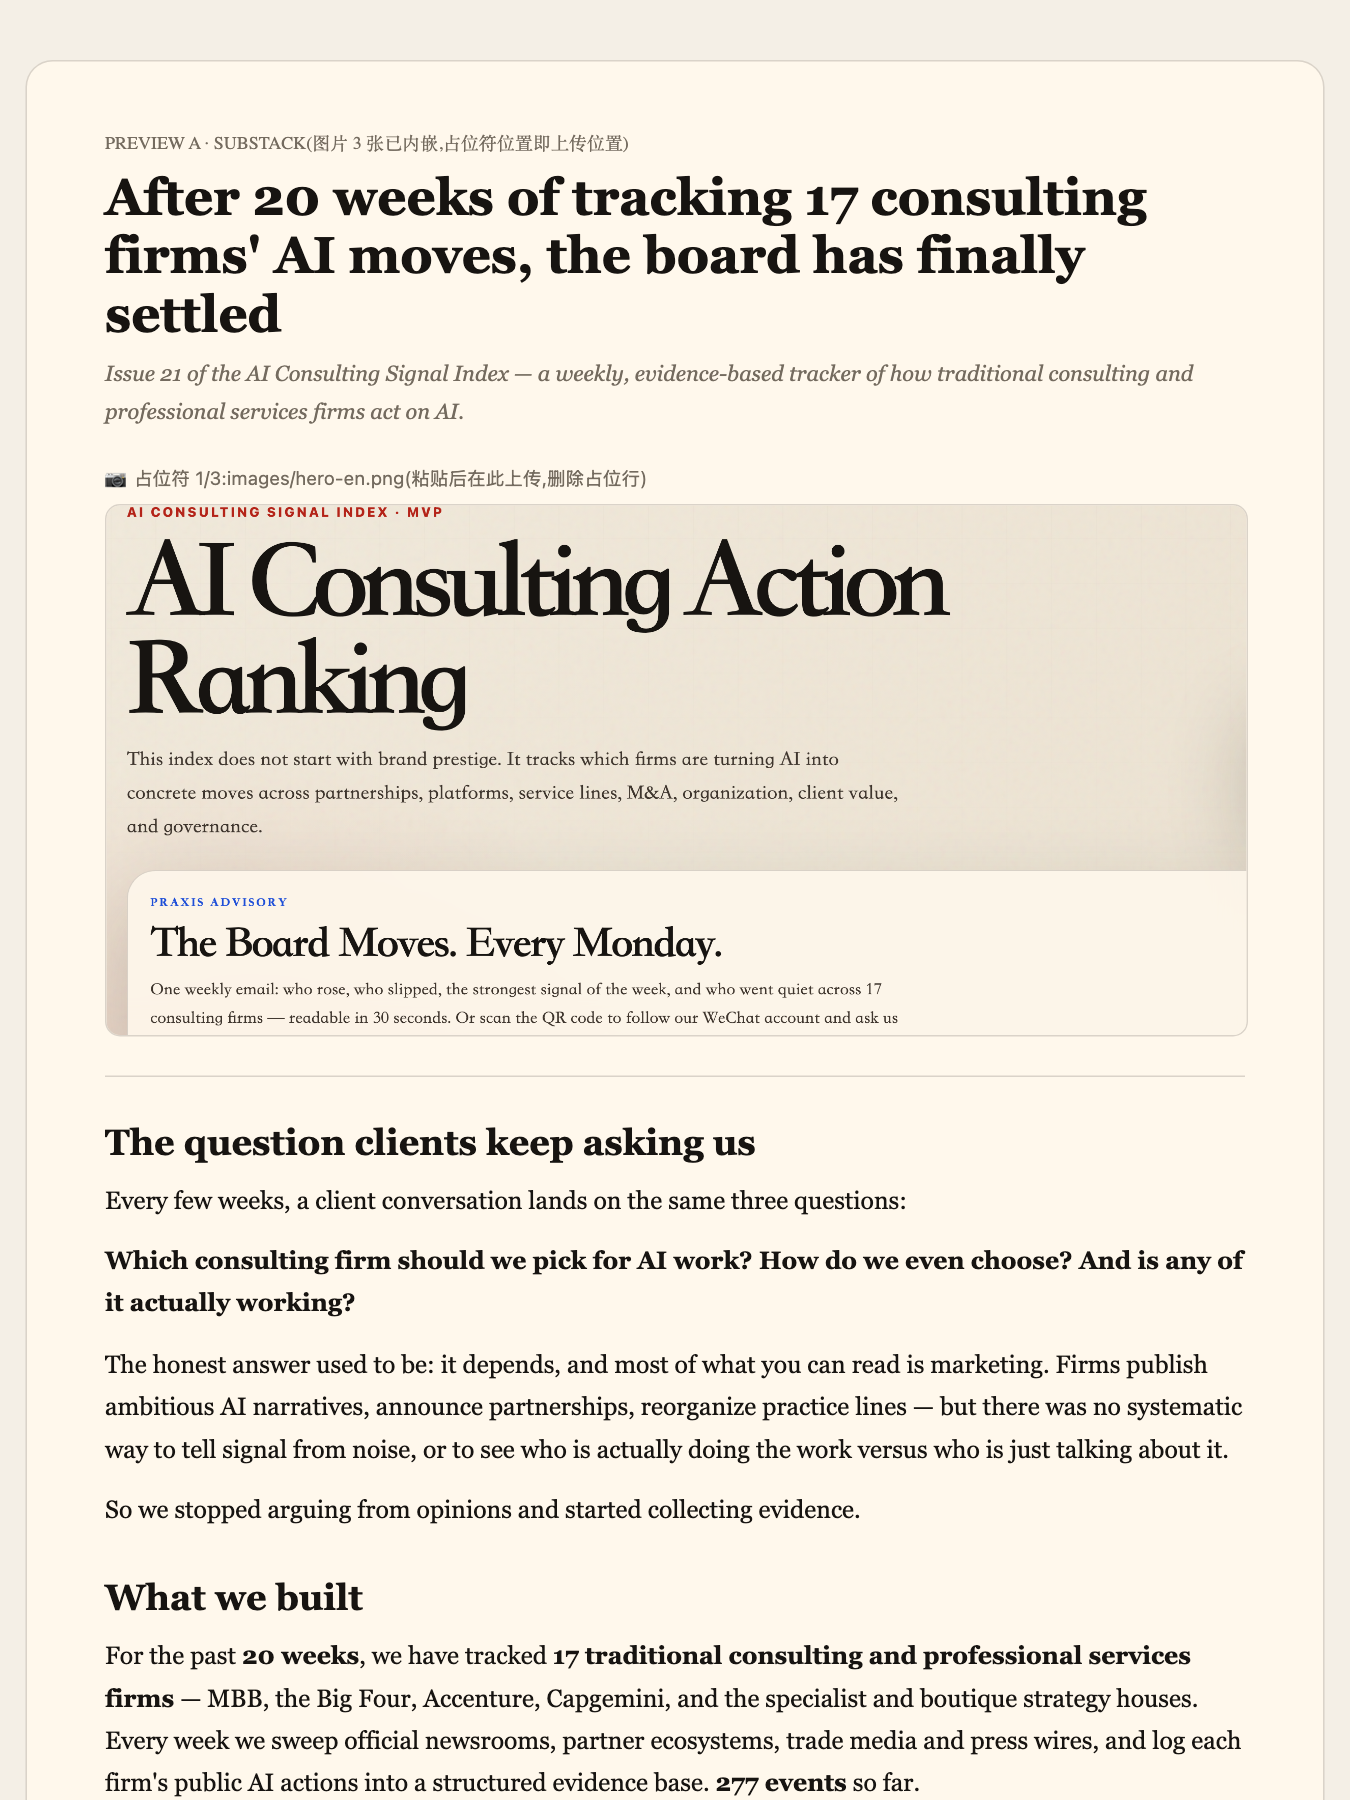 PREVIEW A · SUBSTACK(图片 3 张已内嵌,占位符位置即上传位置)
After 20 weeks of tracking 17 consulting
firms' AI moves, the board has finally
settled
Issue 21 of the AI Consulting Signal Index — a weekly, evidence-based tracker of how traditional consulting and
professional services firms act on AI.
📷 占位符 1/3:images/hero-en.png(粘贴后在此上传,删除占位行)
AI CONSULTING SIGNAL INDEX · MVP
AI Consulting Action
Ranking
This index does not start with brand prestige. It tracks which firms are turning AI into
concrete moves across partnerships, platforms, service lines, M&A, organization, client value,
and governance.
PRAXIS ADVISORY
The Board Moves. Every Monday.
One weekly email: who rose, who slipped, the strongest signal of the week, and who went quiet across 17
consulting firms — readable in 30 seconds. Or scan the QR code to follow our WeChat account and ask us
The question clients keep asking us
Every few weeks, a client conversation lands on the same three questions:
Which consulting firm should we pick for AI work? How do we even choose? And is any of
it actually working?
The honest answer used to be: it depends, and most of what you can read is marketing. Firms publish
ambitious AI narratives, announce partnerships, reorganize practice lines — but there was no systematic
way to tell signal from noise, or to see who is actually doing the work versus who is just talking about it.
So we stopped arguing from opinions and started collecting evidence.
What we built
For the past 20 weeks, we have tracked 17 traditional consulting and professional services
firms — MBB, the Big Four, Accenture, Capgemini, and the specialist and boutique strategy houses.
Every week we sweep official newsrooms, partner ecosystems, trade media and press wires, and log each
firm's public AI actions into a structured evidence base. 277 events so far.